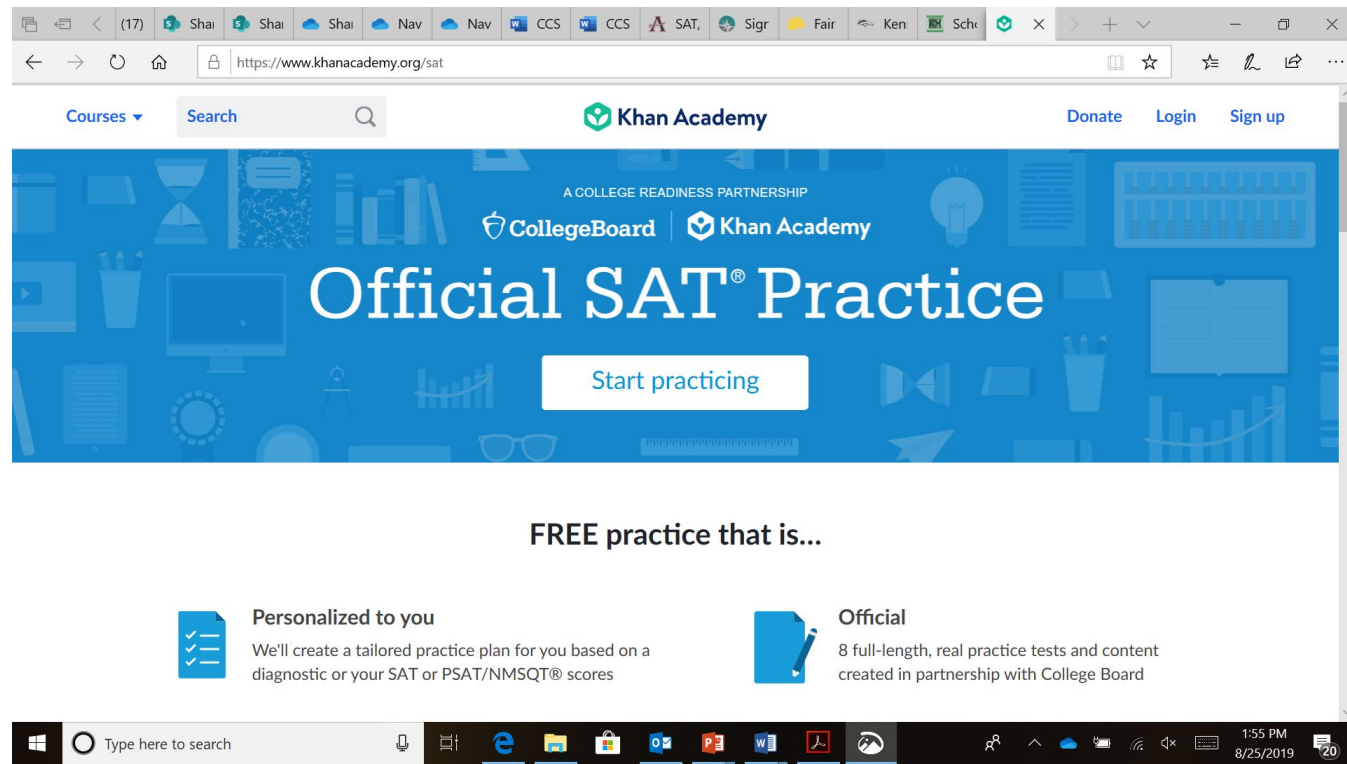 (17) Shar Shar Shar Nav Nav CCS CCS SAT, Sigr Fair Ken Scho
https://www.khanacademy.org/sat
Courses Search Khan Academy Donate Login Sign up
A COLLEGE READINESS PARTNERSHIP
CollegeBoard Khan Academy
Official SAT® Practice
Start practicing
FREE practice that is...
Personalized to you
We'll create a tailored practice plan for you based on a
diagnostic or your SAT or PSAT/NMSQT® scores
Official
8 full-length, real practice tests and content
created in partnership with College Board
Type here to search
1:55 PM
8/25/2019
20